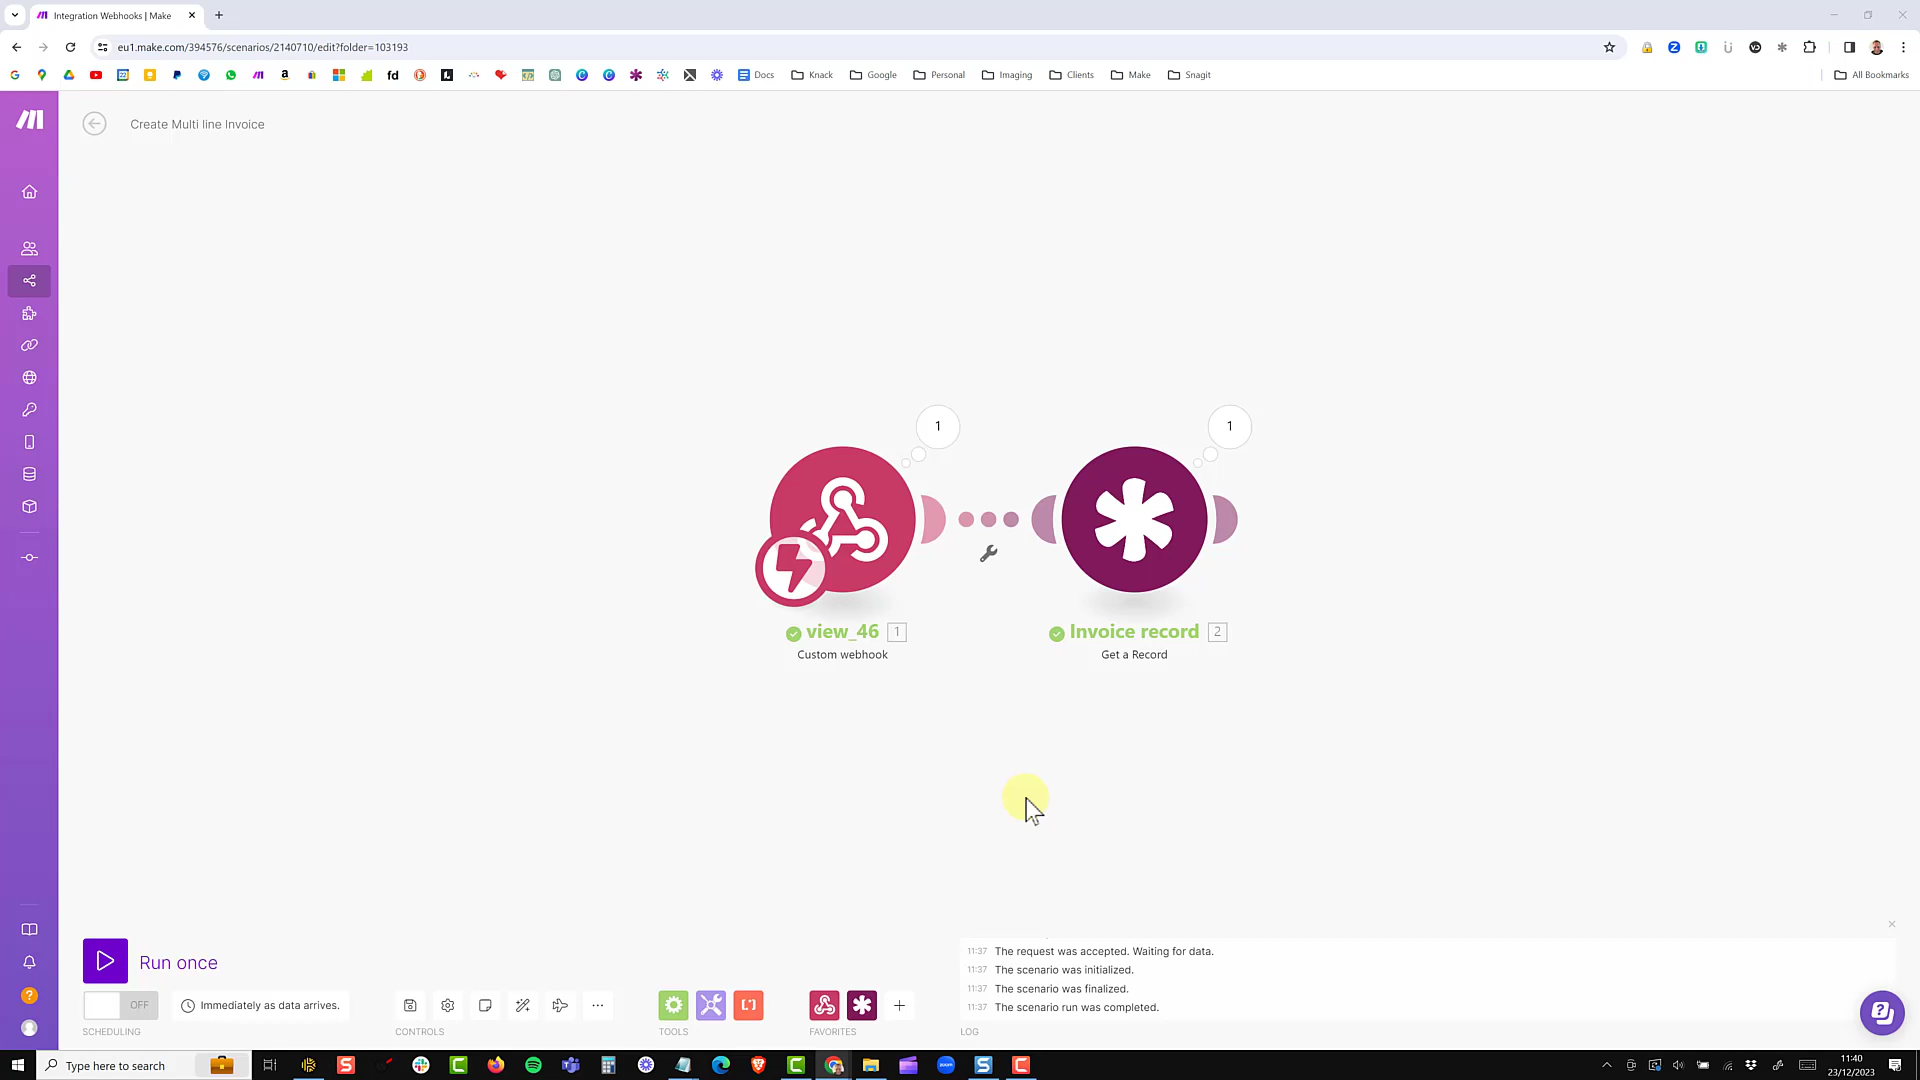 Integration Webhooks | Make
eu1.make.com/394576/scenarios/2140710/edit?folder=103193
fd
Docs
Knack
Google
Personal
Imaging
Clients
Make
Snagit
All Bookmarks
Create Multi line Invoice
1
1
view_46 1
Custom webhook
Invoice record 2
Get a Record
Run once
OFF
Immediately as data arrives.
SCHEDULING
CONTROLS
TOOLS
FAVORITES
LOG
11:37 The request was accepted. Waiting for data.
11:37 The scenario was initialized.
11:37 The scenario was finalized.
11:37 The scenario run was completed.
Type here to search
11:40
23/12/2023